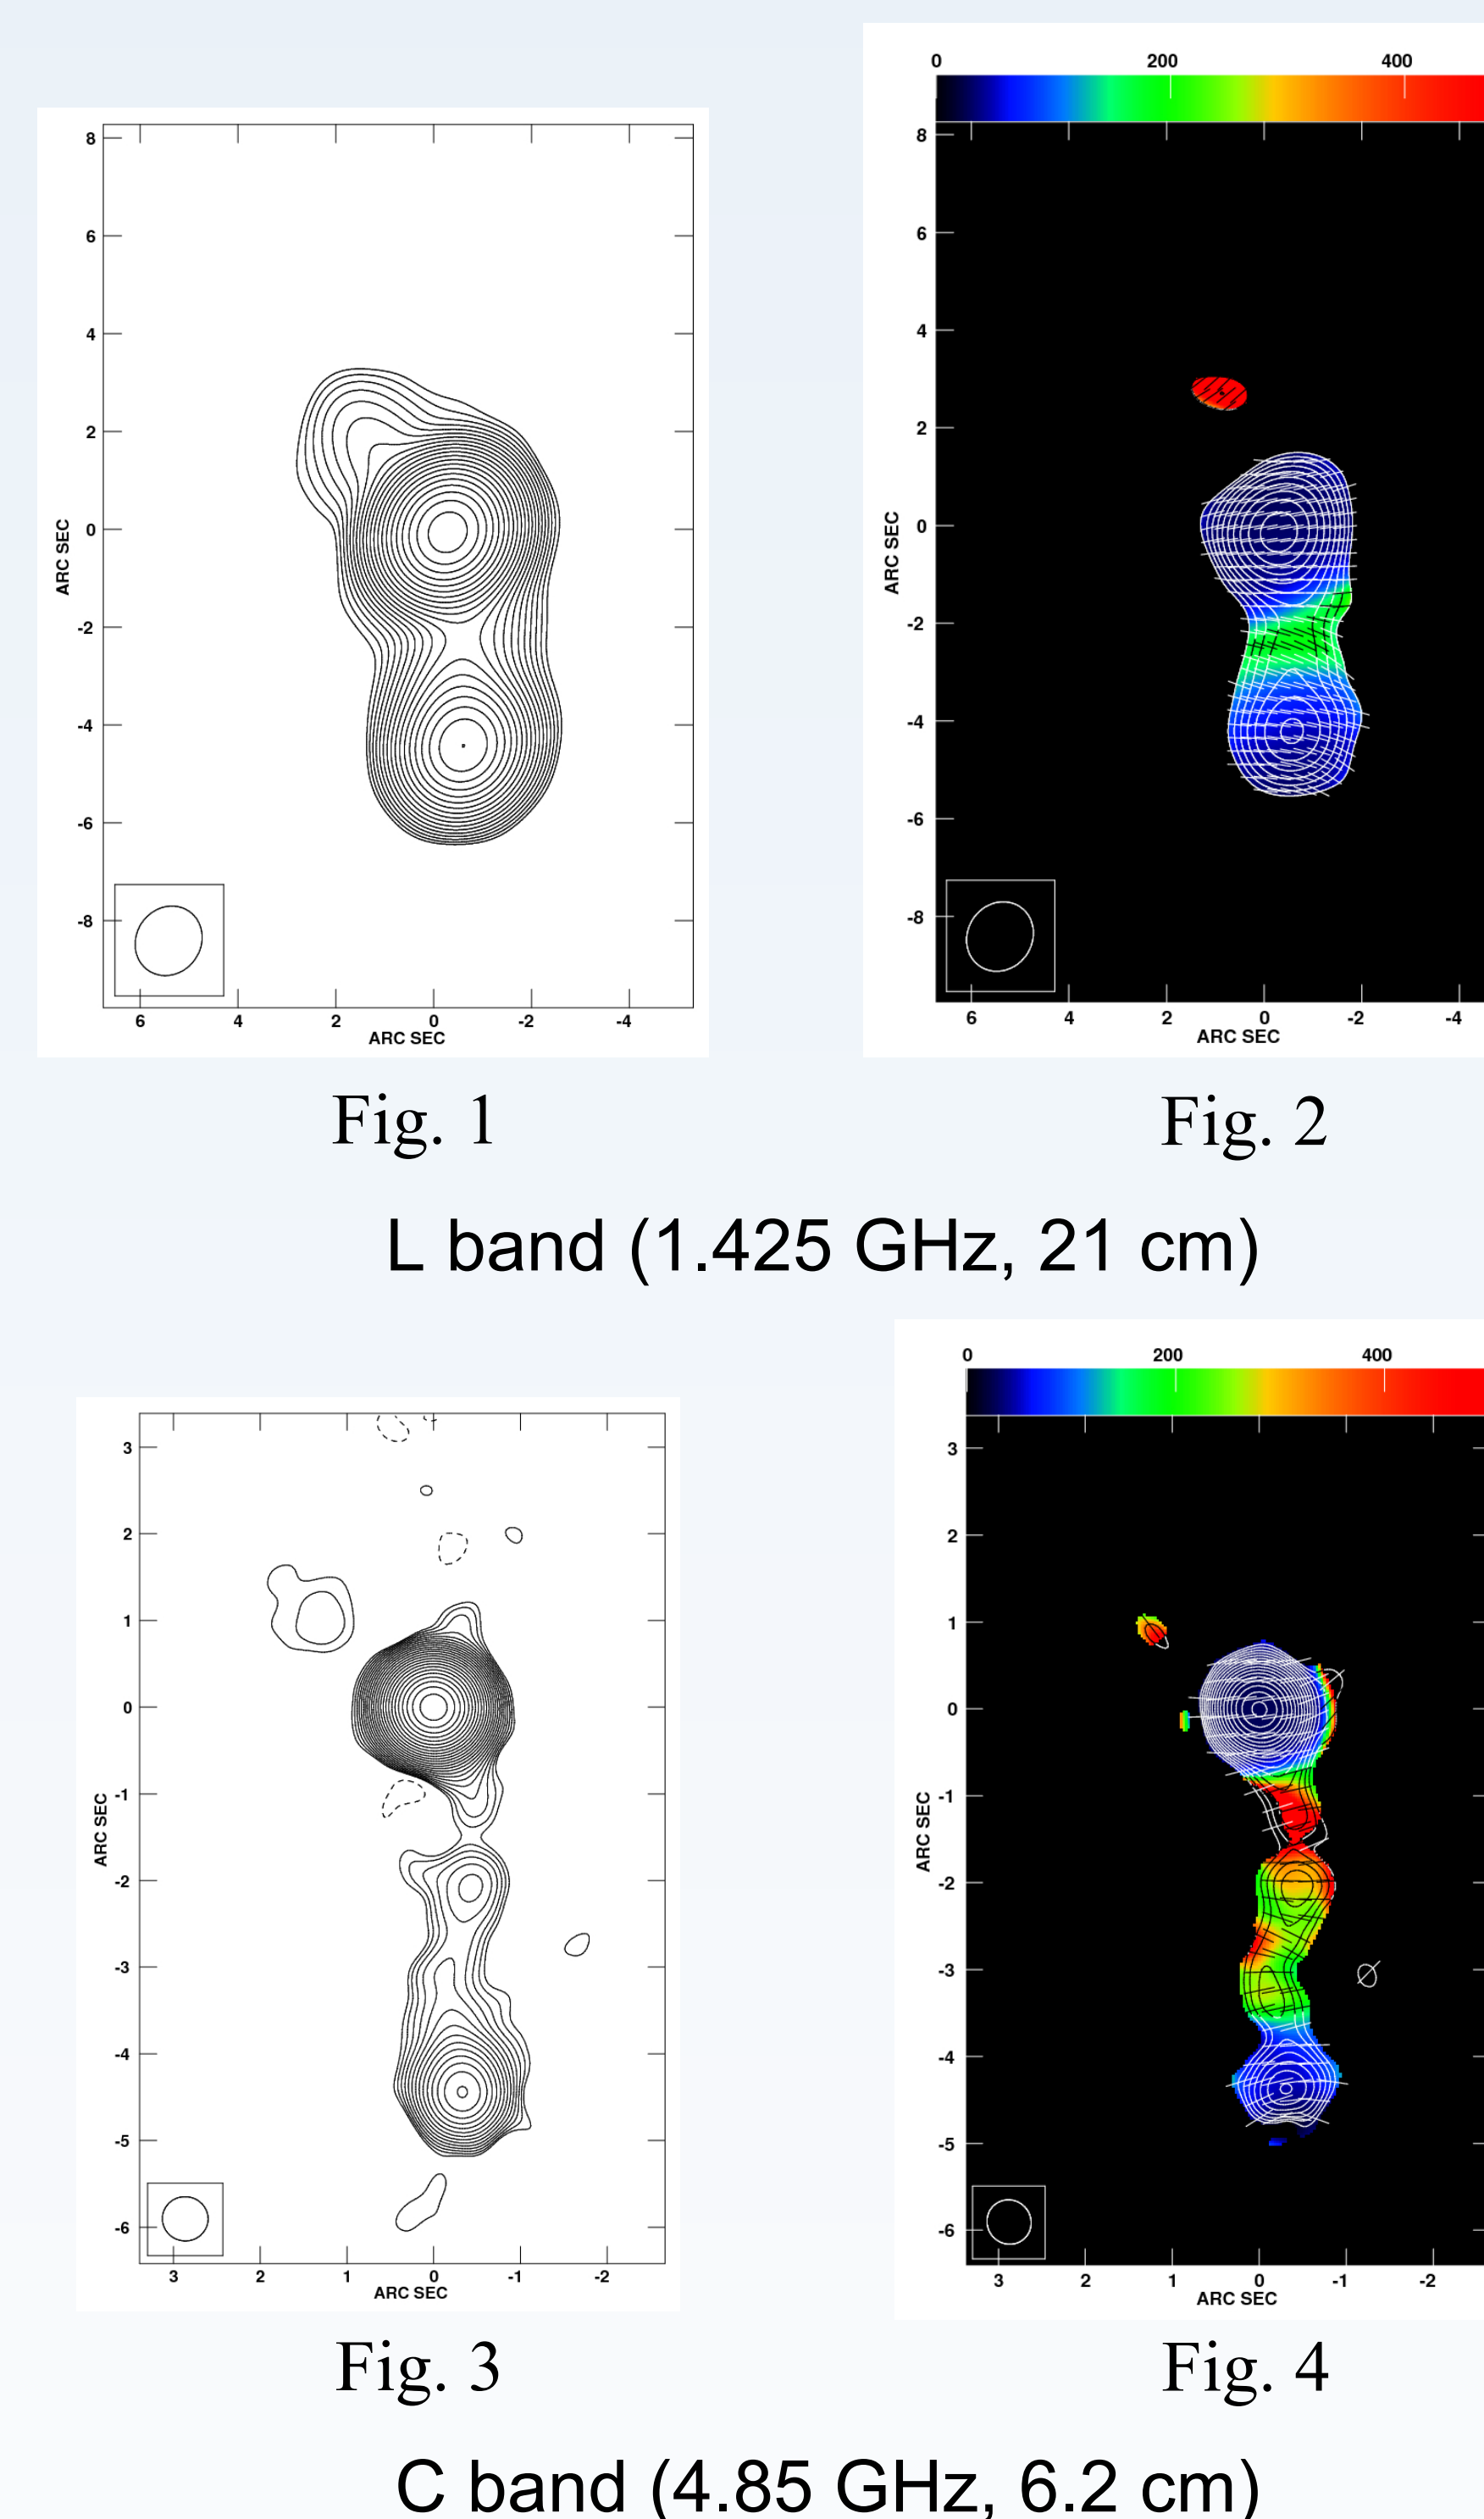 0 200 400
8
6
4
2
0
-2
-4
-6
-8
ARC SEC
6 4 2 0 -2 -4
ARC SEC
8
6
4
2
0
-2
-4
-6
-8
ARC SEC
6 4 2 0 -2 -4
ARC SEC
Fig. 1 Fig. 2
L band (1.425 GHz, 21 cm)
0 200 400
3
2
1
0
-1
-2
-3
-4
-5
-6
ARC SEC
3 2 1 0 -1 -2
ARC SEC
3
2
1
0
-1
-2
-3
-4
-5
-6
ARC SEC
3 2 1 0 -1 -2
ARC SEC
Fig. 3 Fig. 4
C band (4.85 GHz, 6.2 cm)